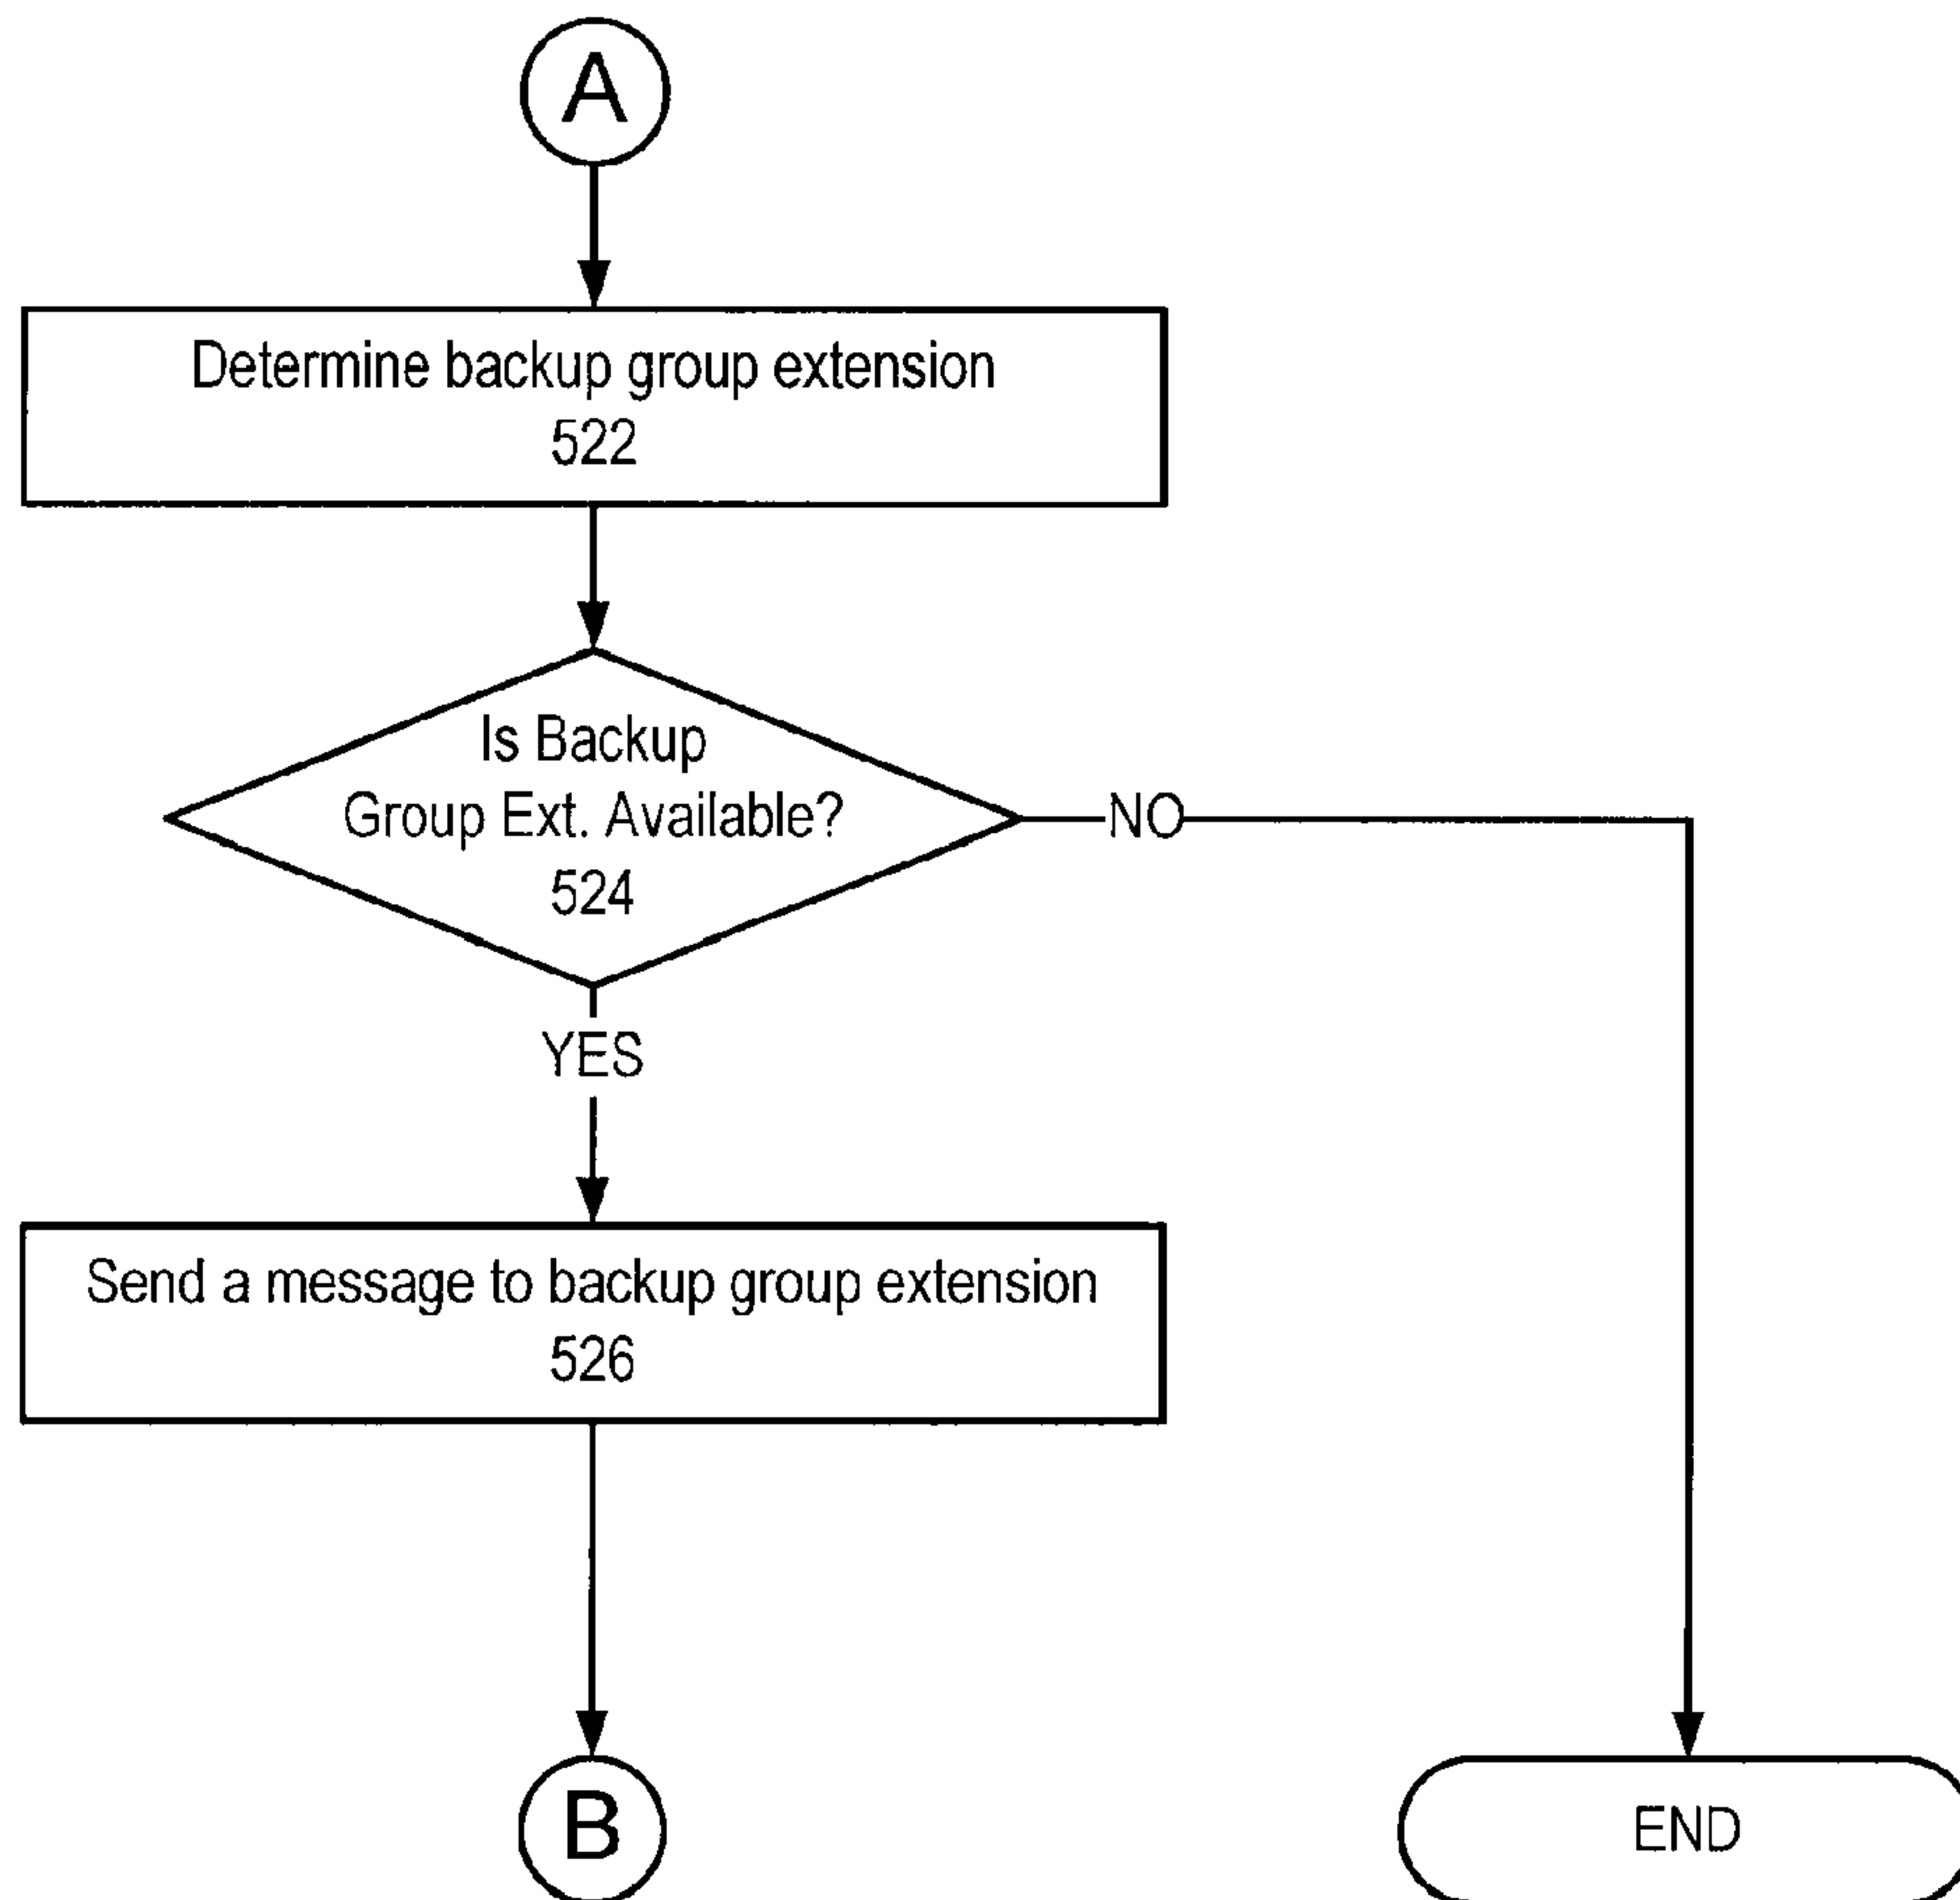 A
Determine backup group extension
522
Is Backup
Group Ext. Available?
524
NO
YES
Send a message to backup group extension
526
B
END